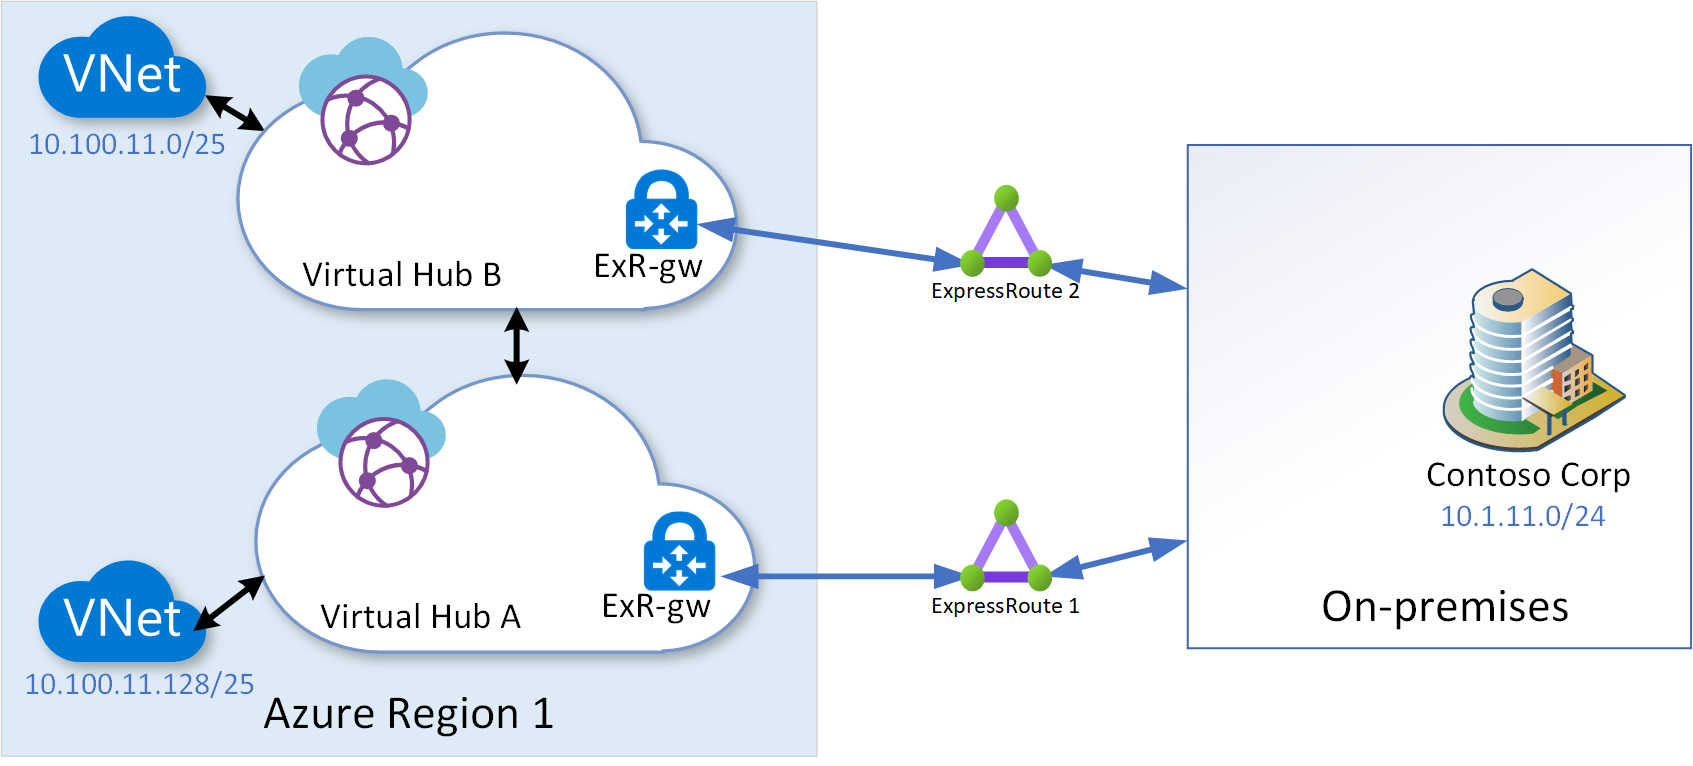 VNet
10.100.11.0/25
Virtual Hub B
ExR-gw
ExpressRoute 2
Contoso Corp
10.1.11.0/24
On-premises
ExpressRoute 1
ExR-gw
Virtual Hub A
VNet
10.100.11.128/25
Azure Region 1